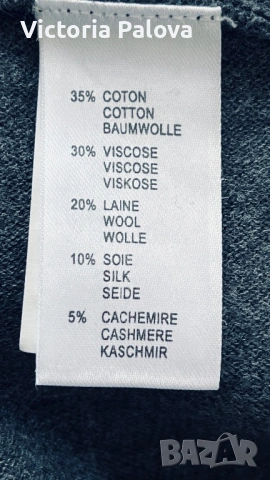 Victoria Palova
35% COTON
COTTON
BAUMWOLLE
30% VISCOSE
VISCOSE
VISKOSE
20% LAINE
WOOL
WOLLE
10% SOIE
SILK
SEIDE
5% CACHEMIRE
CASHMERE
KASCHMIR
BAZAR